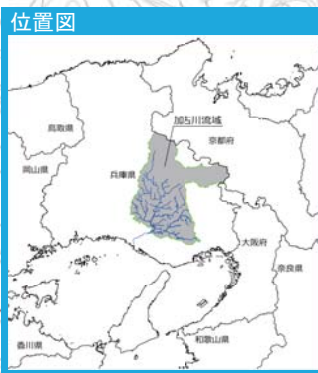 位置図
鳥取県
加古川流域
京都府
岡山県
兵庫県
大阪府
奈良県
香川県
和歌山県